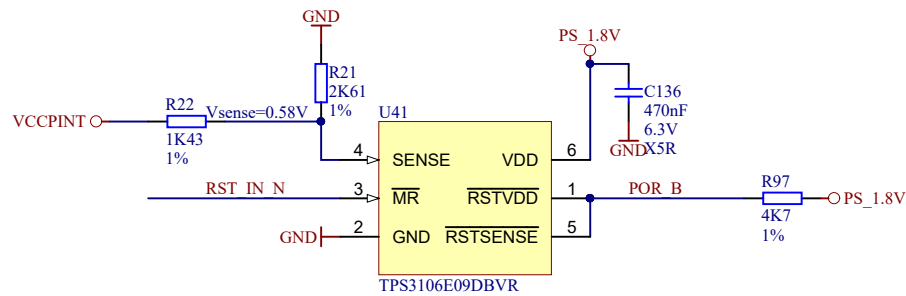 GND
PS_1.8V
R21
2K61
1%
C136
470nF
6.3V
X5R
GND
R22
Vsense=0.58V
U41
VCCPINT
1K43
1%
4
SENSE
VDD
6
RST_IN_N
3
MR
RSTVDD
1
POR_B
R97
PS_1.8V
4K7
1%
GND
2
GND
RSTSENSE
5
TPS3106E09DBVR